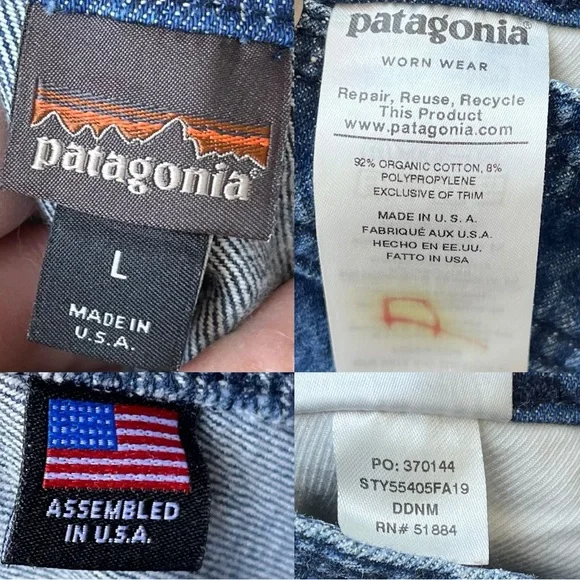 patagonia
L
MADE IN
U.S.A.
patagonia
WORN WEAR
Repair, Reuse, Recycle
This Product
www.patagonia.com
92% ORGANIC COTTON, 8%
POLYPROPYLENE
EXCLUSIVE OF TRIM
MADE IN U.S.A.
FABRIQUÉ AUX U.S.A.
HECHO EN EE.UU.
FATTO IN USA
ASSEMBLED
IN U.S.A.
PO: 370144
STY55405FA19
DDNM
RN# 51884